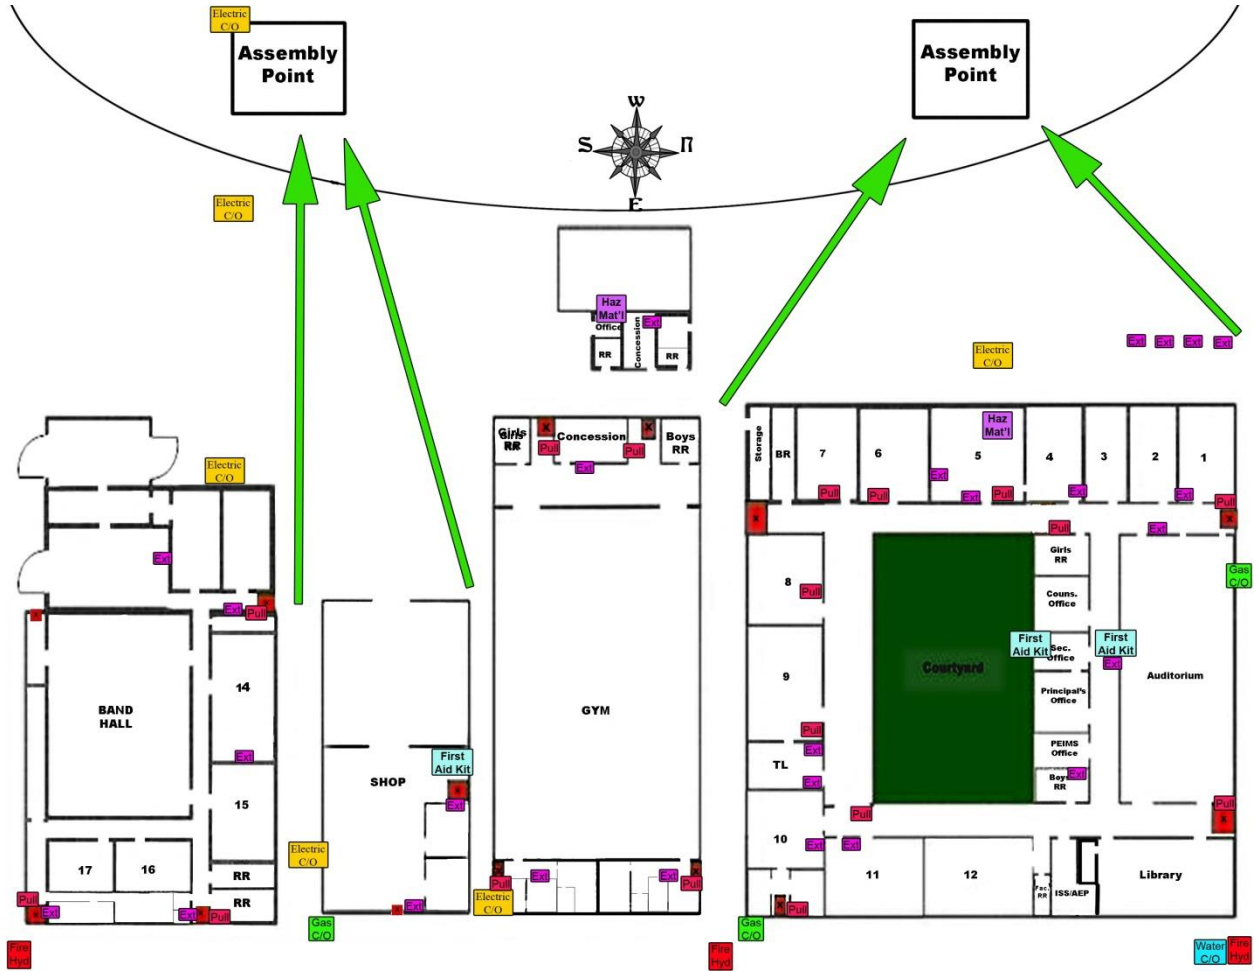 Electric
C/O
Assembly
Point
Assembly
Point
W
S
N
E
Electric
C/O
Haz
Mat'l
Office
Ext
Concession
RR
RR
Ext
Ext
Ext
Ext
Electric
C/O
Girls
RR
X
Pull
Concession
X
Pull
Boys
RR
Ext
Storage
BR
7
Pull
6
Pull
5
Haz
Mat'l
Ext
Ext
Pull
4
Ext
3
2
Ext
1
Pull
Electric
C/O
X
X
Pull
Ext
Ext
Girls
RR
Gas
C/O
8
Pull
Couns.
Office
X
Ext
Pull
X
First
Aid Kit
Sec.
Office
First
Aid Kit
Ext
Courtyard
Auditorium
14
9
Principal's
Office
BAND
HALL
GYM
Pull
Ext
PEIMS
Office
Ext
TL
Ext
Boys
RR
Ext
First
Aid Kit
SHOP
X
Ext
15
Pull
Pull
X
10
Ext
Ext
Electric
C/O
17
16
RR
RR
11
12
Fac.
RR
ISS/AEP
Library
X
Pull
Ext
Ext
X
Pull
Pull
X
Ext
Ext
X
Pull
X
Ext
Electric
C/O
X
Pull
Gas
C/O
Gas
C/O
Fire
Hyd
Fire
Hyd
Water
C/O
Fire
Hyd